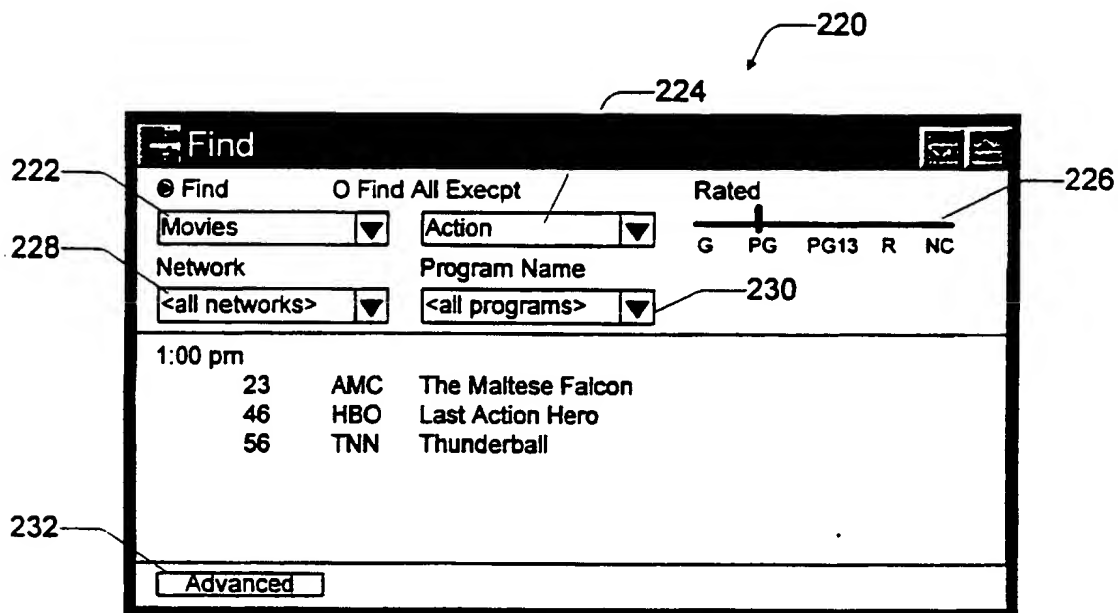 220
224
Find
222
Find
Find All Execpt
Rated
226
Movies
Action
G PG PG13 R NC
228
Network
Program Name
230
<all networks>
<all programs>
1:00 pm
23 AMC The Maltese Falcon
46 HBO Last Action Hero
56 TNN Thunderball
232
Advanced